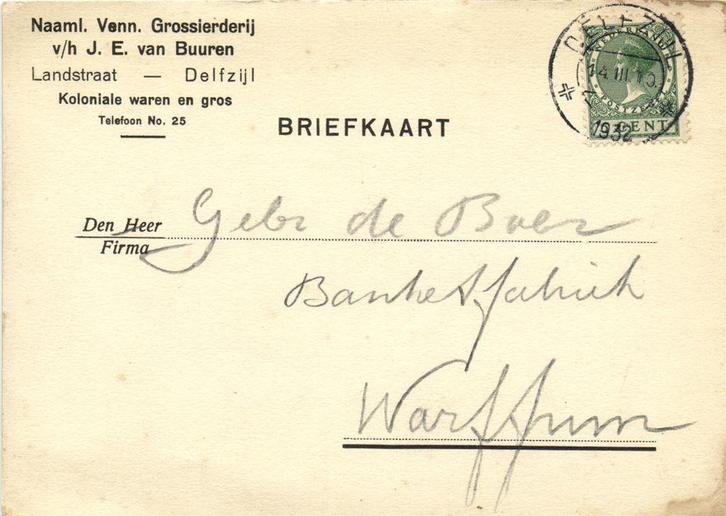 Naaml. Venn. Grossierderij
v/h J. E. van Buuren
Landstraat — Delfzijl
Koloniale waren en gros
Telefoon No. 25
BRIEFKAART
DELFZIJL
1932
CENT
Den Heer
Firma
Gebr de Boer
Banketfabriek
Warffum